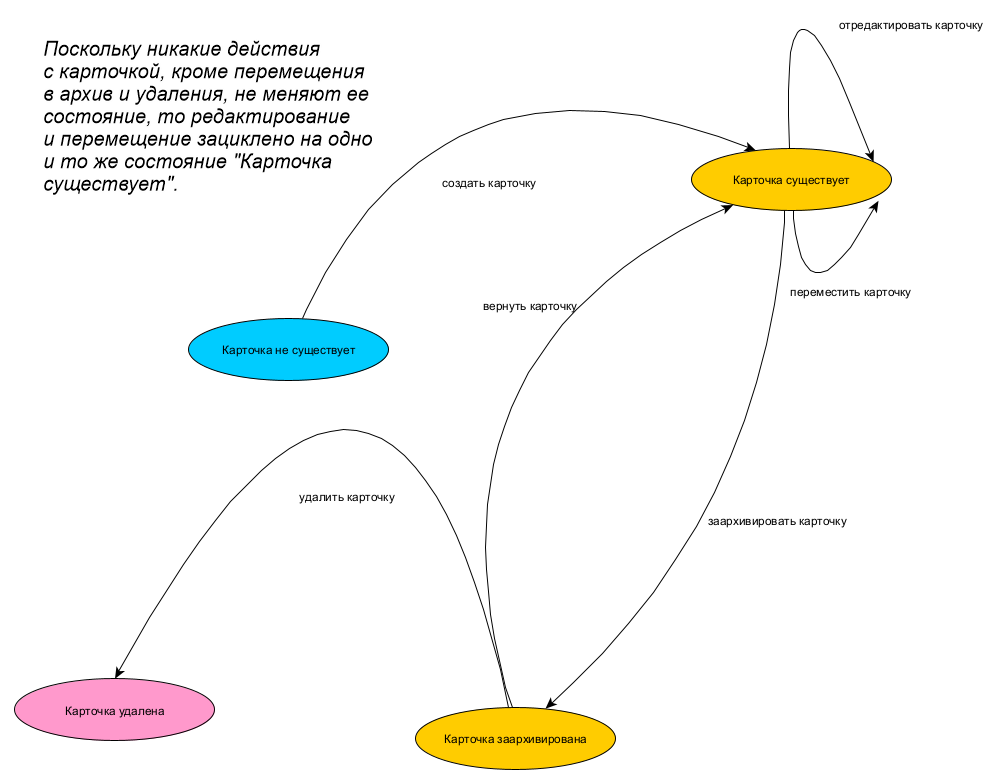 отредактировать карточку
Поскольку никакие действия
с карточкой, кроме перемещения
в архив и удаления, не меняют ее
состояние, то редактирование
и перемещение зациклено на одно
и то же состояние "Карточка
существует".
создать карточку
Карточка существует
переместить карточку
вернуть карточку
Карточка не существует
удалить карточку
заархивировать карточку
Карточка удалена
Карточка заархивирована